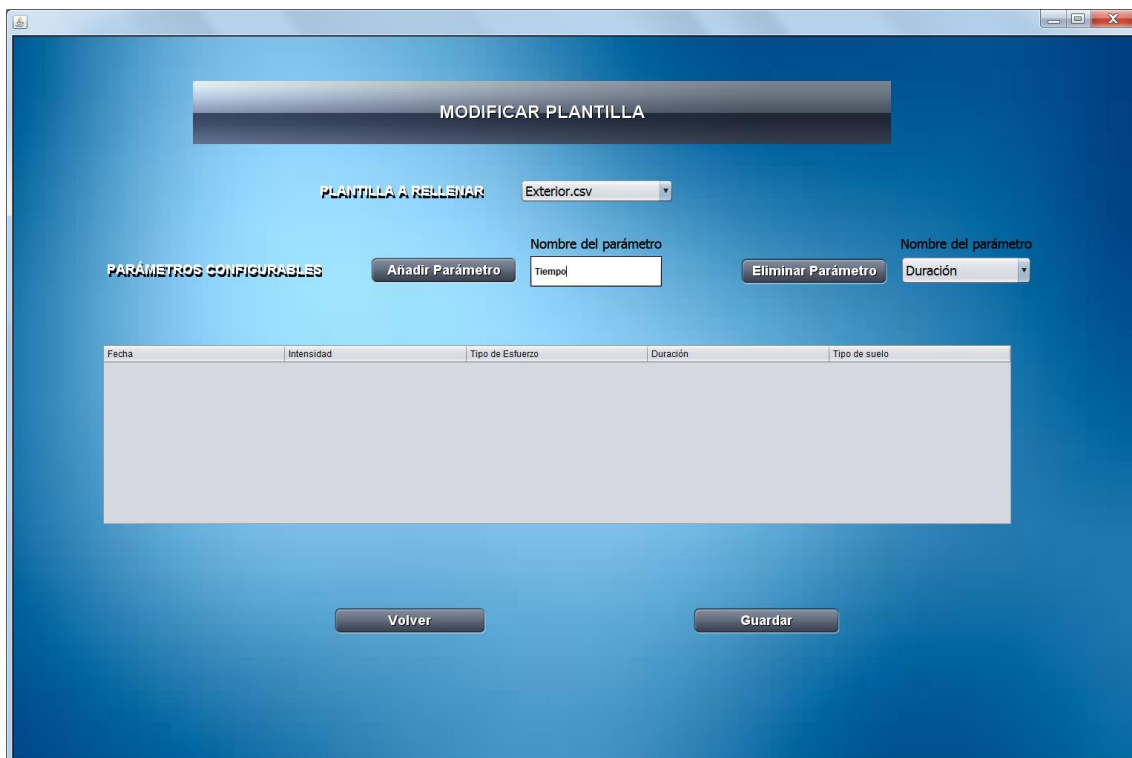 MODIFICAR PLANTILLA
PLANTILLA A RELLENAR Exterior.csv
Nombre del parámetro Nombre del parámetro
PARÁMETROS CONFIGURABLES Añadir Parámetro Tiempo Eliminar Parámetro Duración
Fecha Intensidad Tipo de Esfuerzo Duración Tipo de suelo
Volver Guardar